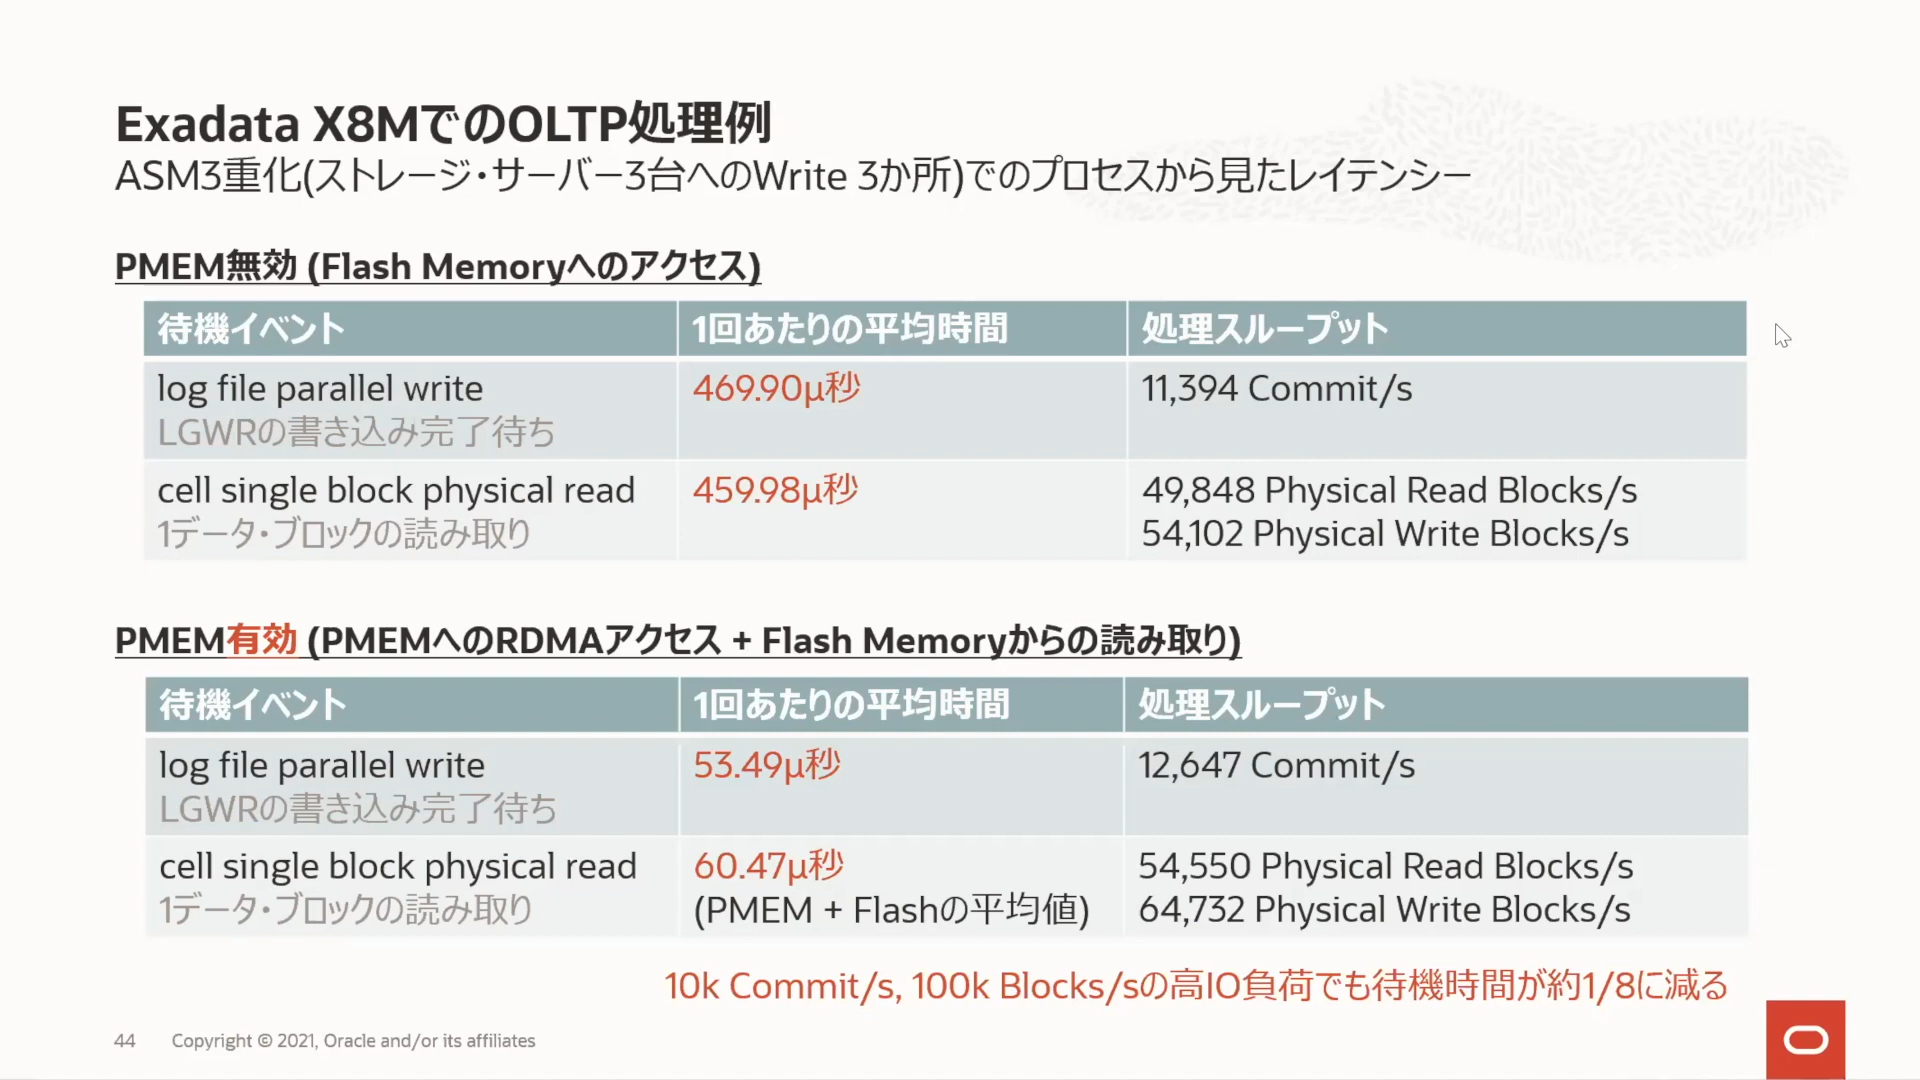 Exadata X8MでのOLTP処理例
ASM3重化(ストレージ・サーバー3台へのWrite 3か所)でのプロセスから見たレイテンシー
PMEM無効 (Flash Memoryへのアクセス)
待機イベント 1回あたりの平均時間 処理スループット
log file parallel write 469.90µ秒 11,394 Commit/s
LGWRの書き込み完了待ち
cell single block physical read 459.98µ秒 49,848 Physical Read Blocks/s
1データ・ブロックの読み取り 54,102 Physical Write Blocks/s
PMEM有効 (PMEMへのRDMAアクセス + Flash Memoryからの読み取り)
待機イベント 1回あたりの平均時間 処理スループット
log file parallel write 53.49µ秒 12,647 Commit/s
LGWRの書き込み完了待ち
cell single block physical read 60.47µ秒 54,550 Physical Read Blocks/s
1データ・ブロックの読み取り (PMEM + Flashの平均値) 64,732 Physical Write Blocks/s
10k Commit/s, 100k Blocks/sの高IO負荷でも待機時間が約1/8に減る
44 Copyright © 2021, Oracle and/or its affiliates